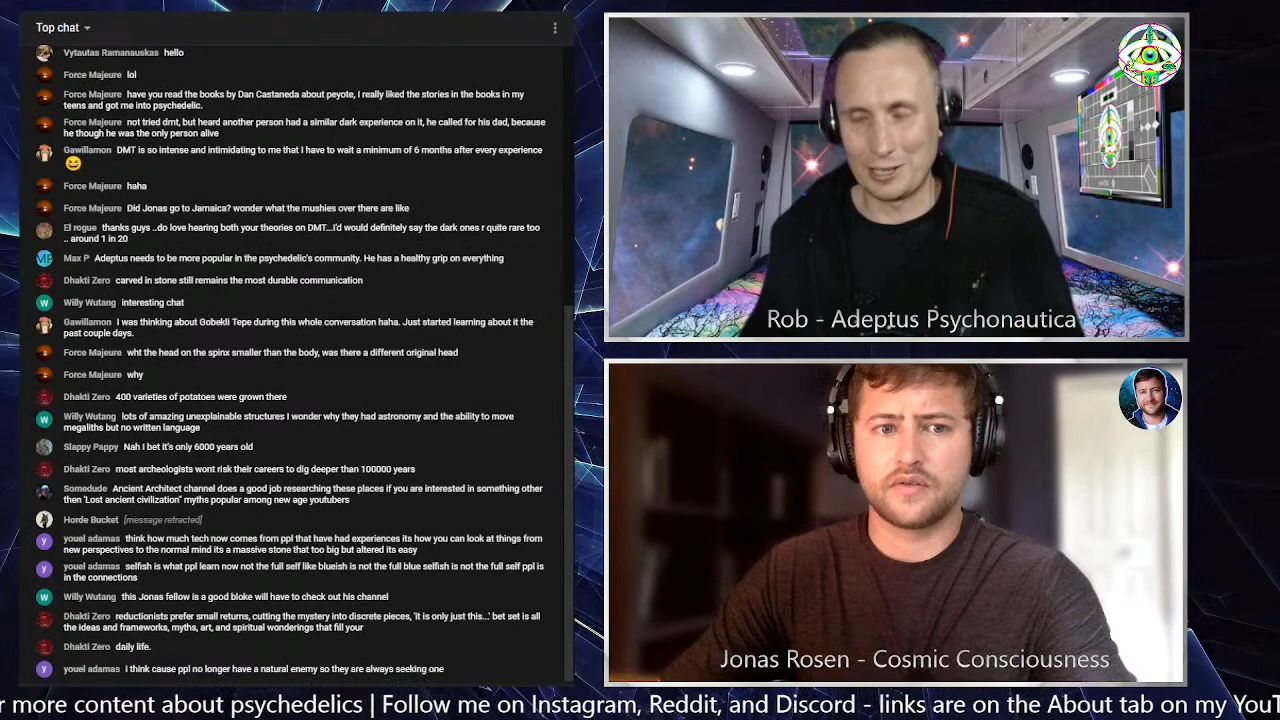 Top chat
Vytautas Ramanauskas hello
Force Majeure lol
Force Majeure have you read the books by Dan Castaneda about peyote, I really liked the stories in the books in my
teens and got me into psychedelic.
Force Majeure not tried dmt, but heard another person had a similar dark experience on it, he called for his dad, because
he though he was the only person alive
Gawillamon DMT is so intense and intimidating to me that I have to wait a minimum of 6 months after every experience
Force Majeure haha
Force Majeure Did Jonas go to Jamaica? wonder what the mushies over there are like
El rogue thanks guys ..do love hearing both your theories on DMT...I'd would definitely say the dark ones r quite rare too
.. around 1 in 20
MP Max P Adeptus needs to be more popular in the psychedelic's community. He has a healthy grip on everything
Dhakti Zero carved in stone still remains the most durable communication
W Willy Wutang interesting chat
Gawillamon I was thinking about Gobekli Tepe during this whole conversation haha. Just started learning about it the
past couple days.
Force Majeure wht the head on the spinx smaller than the body, was there a different original head
Force Majeure why
Dhakti Zero 400 varieties of potatoes were grown there
W Willy Wutang lots of amazing unexplainable structures I wonder why they had astronomy and the ability to move
megaliths but no written language
Slappy Pappy Nah I bet it's only 6000 years old
Dhakti Zero most archeologists wont risk their careers to dig deeper than 100000 years
Somedude Ancient Architect channel does a good job researching these places if you are interested in something other
then 'Lost ancient civilization" myths popular among new age youtubers
Horde Bucket [message retracted]
y youel adamas think how much tech now comes from ppl that have had experiences its how you can look at things from
new perspectives to the normal mind its a massive stone that too big but altered its easy
y youel adamas selfish is what ppl learn now not the full self like blueish is not the full blue selfish is not the full self ppl is
in the connections
W Willy Wutang this Jonas fellow is a good bloke will have to check out his channel
Dhakti Zero reductionists prefer small returns, cutting the mystery into discrete pieces, 'it is only just this...' bet set is all
the ideas and frameworks, myths, art, and spiritual wonderings that fill your
Dhakti Zero daily life.
y youel adamas i think cause ppl no longer have a natural enemy so they are always seeking one
Rob - Adeptus Psychonautica
Jonas Rosen - Cosmic Consciousness
r more content about psychedelics | Follow me on Instagram, Reddit, and Discord - links are on the About tab on my YouT